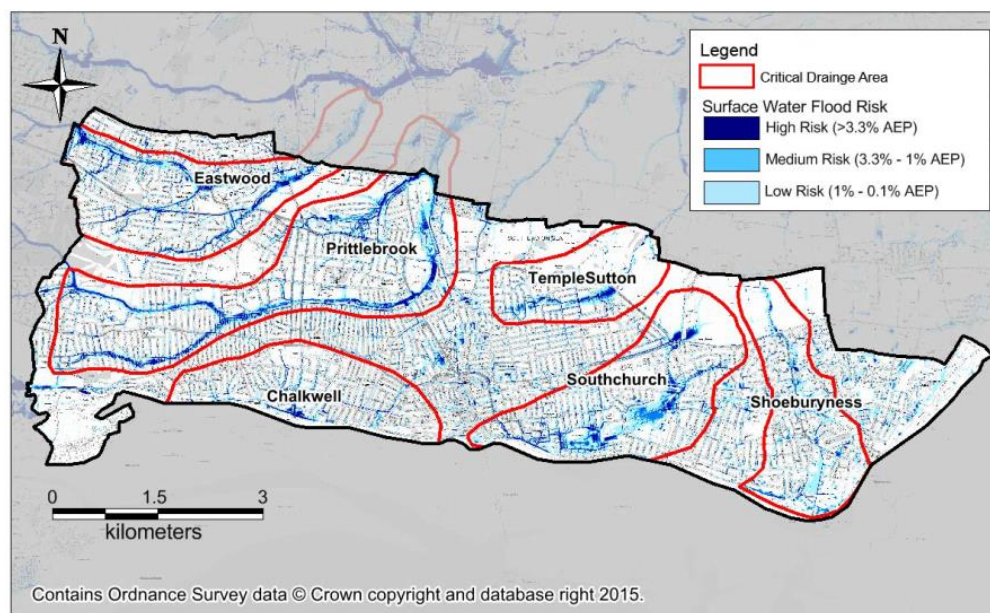 N
Legend
Critical Drainge Area
Surface Water Flood Risk
High Risk (>3.3% AEP)
Medium Risk (3.3% - 1% AEP)
Low Risk (1% - 0.1% AEP)
Eastwood
Prittlebrook
TempleSutton
Southchurch
Chalkwell
Shoeburyness
0 1.5 3
kilometers
Contains Ordnance Survey data © Crown copyright and database right 2015.